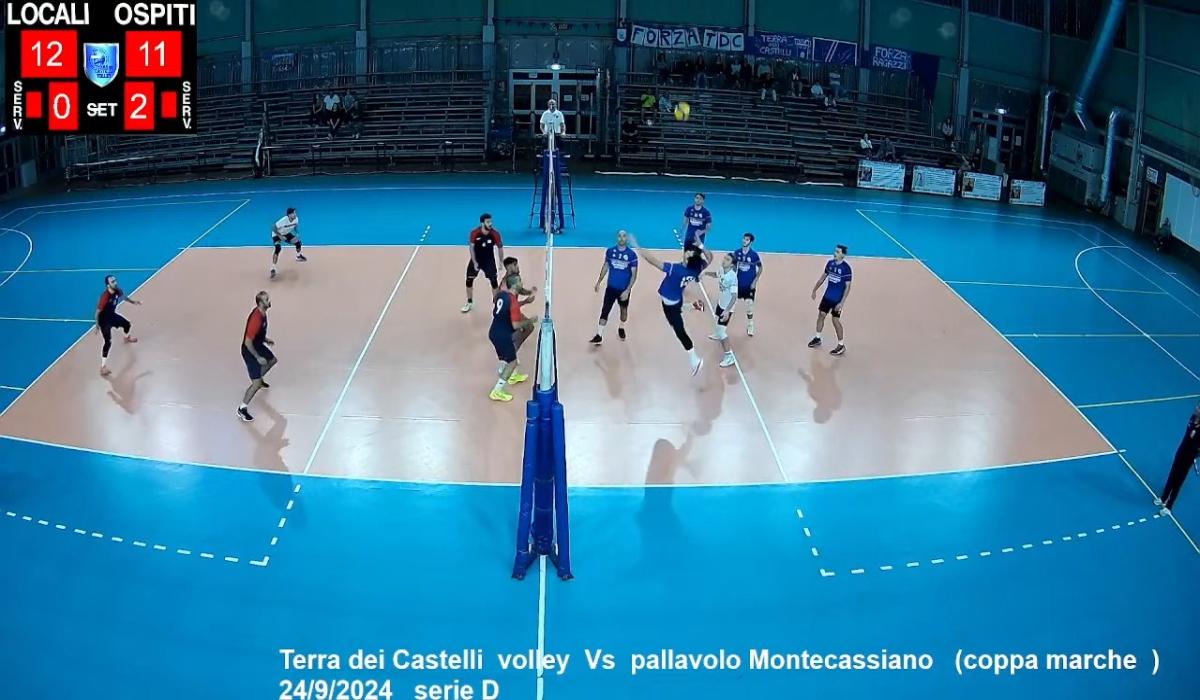 LOCALI OSPITI
12 11
SERV. 0 SET 2 SERV.
FORZA TDC
TERRA DEI CASTELLI
FORZA RAGAZZI
9
Terra dei Castelli volley Vs pallavolo Montecassiano (coppa marche )
24/9/2024 serie D